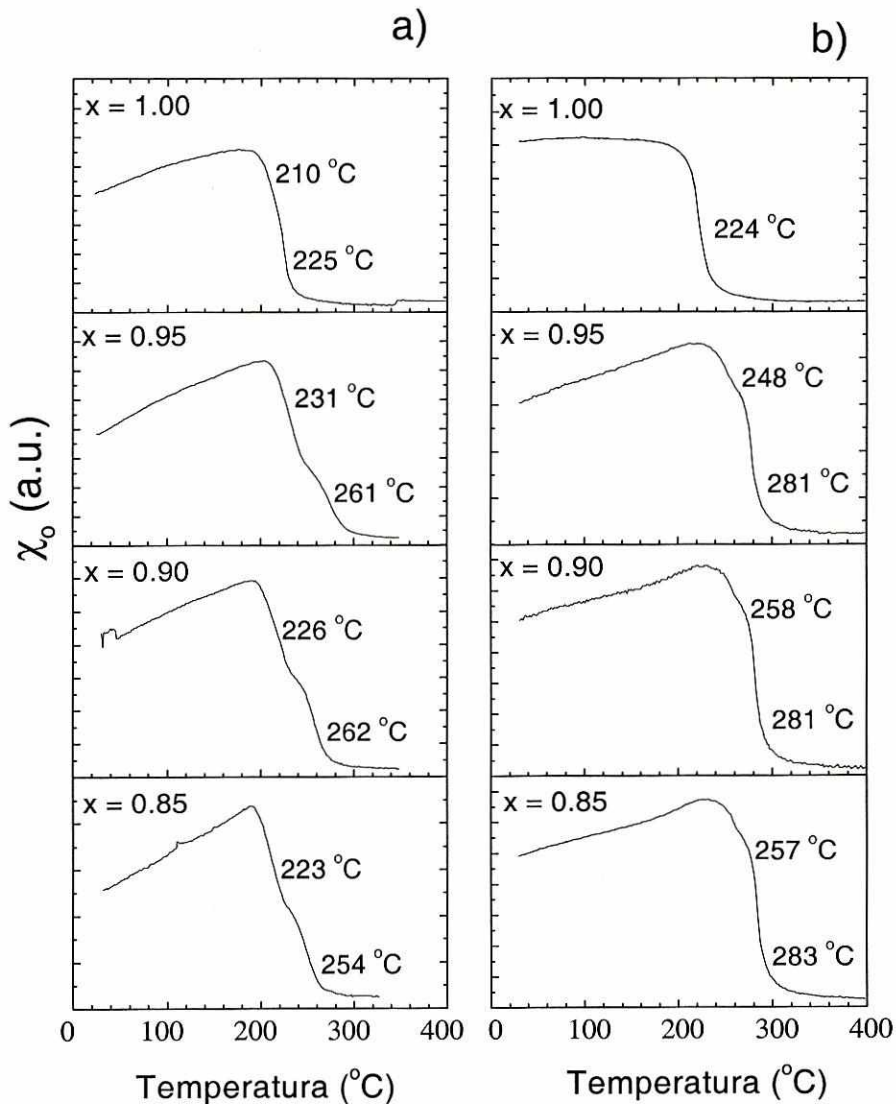 a)
b)
χo (a.u.)
x = 1.00
210 °C
225 °C
x = 0.95
231 °C
261 °C
x = 0.90
226 °C
262 °C
x = 0.85
223 °C
254 °C
0 100 200 300 400
Temperatura (°C)
x = 1.00
224 °C
x = 0.95
248 °C
281 °C
x = 0.90
258 °C
281 °C
x = 0.85
257 °C
283 °C
0 100 200 300 400
Temperatura (°C)